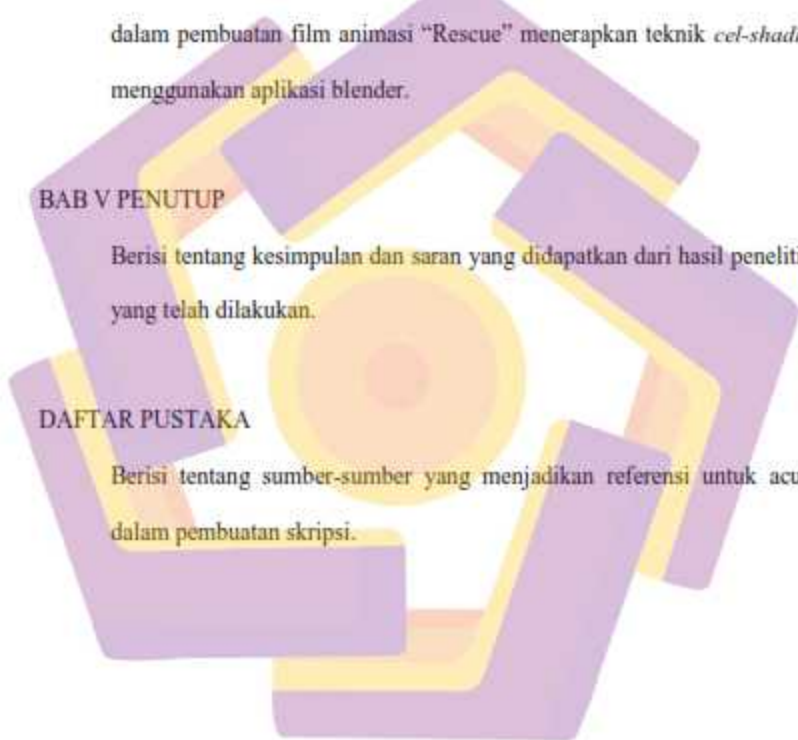 dalam pembuatan film animasi “Rescue” menerapkan teknik cel-shadi
menggunakan aplikasi blender.
BAB V PENUTUP
Berisi tentang kesimpulan dan saran yang didapatkan dari hasil peneliti
yang telah dilakukan.
DAFTAR PUSTAKA
Berisi tentang sumber-sumber yang menjadikan referensi untuk acu
dalam pembuatan skripsi.